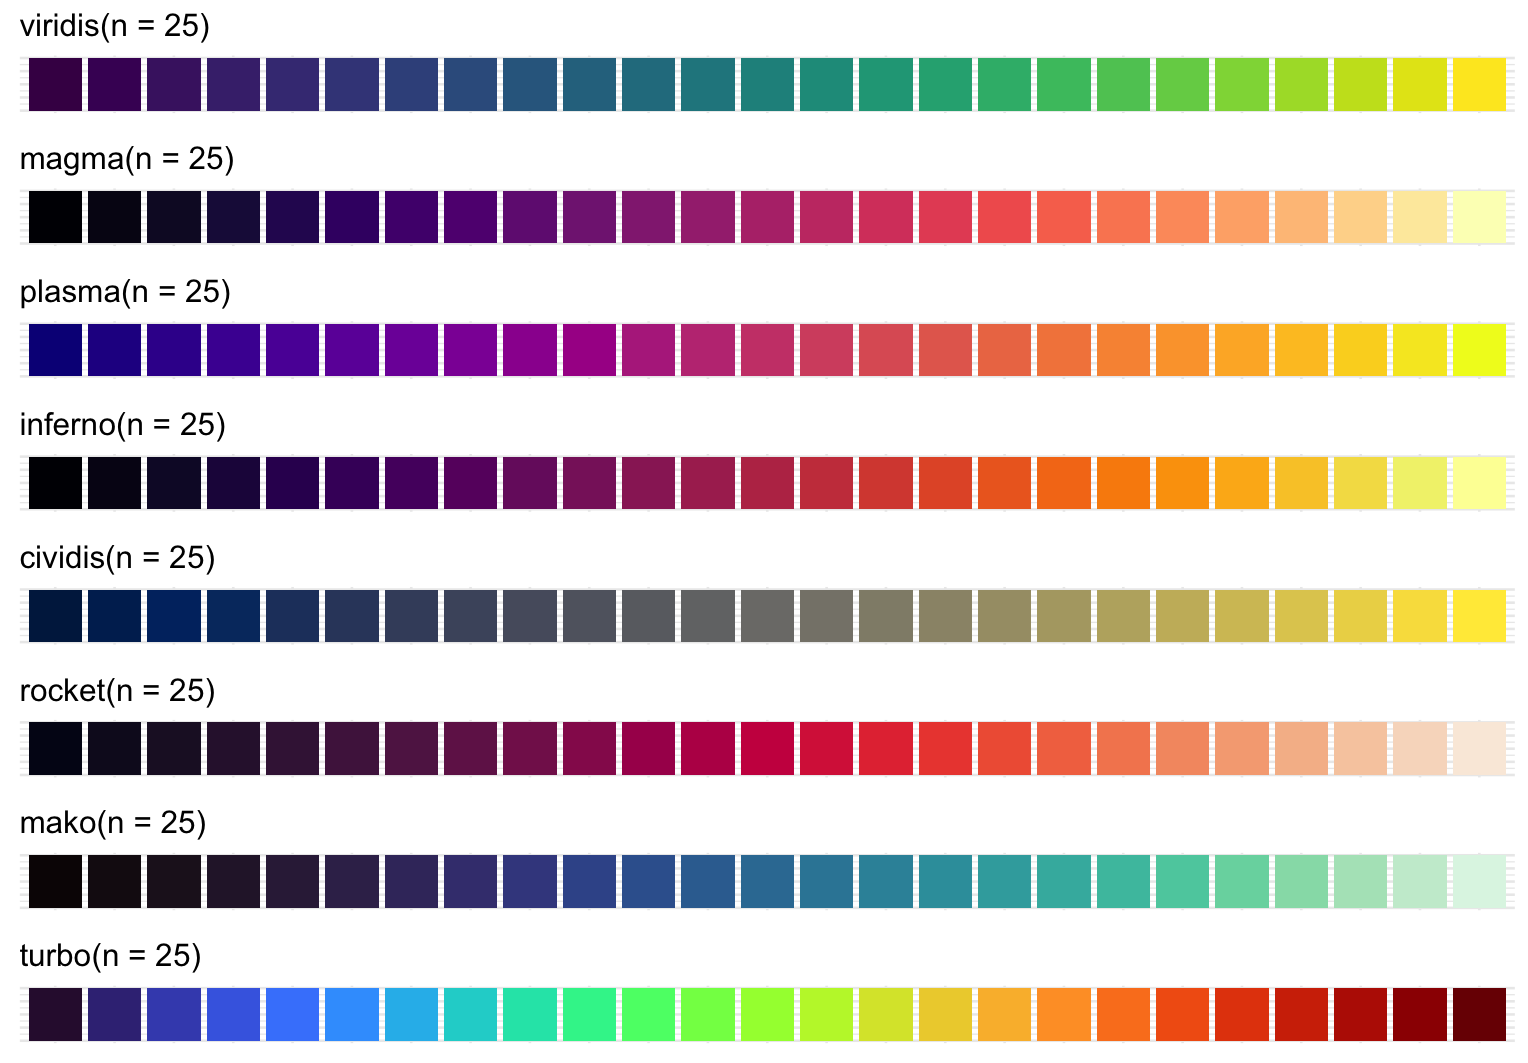 viridis(n = 25)
magma(n = 25)
plasma(n = 25)
inferno(n = 25)
cividis(n = 25)
rocket(n = 25)
mako(n = 25)
turbo(n = 25)